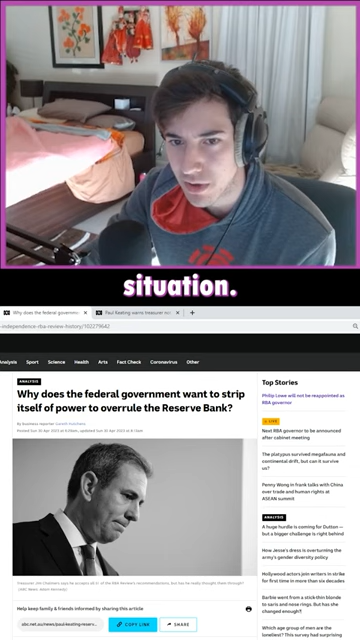 situation.
Why does the federal governme
Paul Keating warns treasurer not
-independence-rba-review-history/102279642
Analysis Sport Science Health Arts Fact Check Coronavirus Other
ANALYSIS
Why does the federal government want to strip
itself of power to overrule the Reserve Bank?
By business reporter Gareth Hutchens
Help keep family & friends informed by sharing this article
COPY LINK
SHARE
Top Stories
Philip Lowe will not be reappointed as
RBA governor
LIVE
Next RBA governor to be announced
after cabinet meeting
The platypus survived megafauna and
continental drift, but can it survive
us?
Penny Wong in frank talks with China
over trade and human rights at
ASEAN summit
ANALYSIS
A huge hurdle is coming for Dutton —
but a bigger challenge is right behind
How Jesse's dress is overturning the
army's gender diversity policy
Hollywood actors join writers in strike
for first time in more than six decades
Barbie went from a stick-thin blonde
to saris and nose rings. But has she
changed enough?
Which age group of men are the
loneliest? This survey had surprising